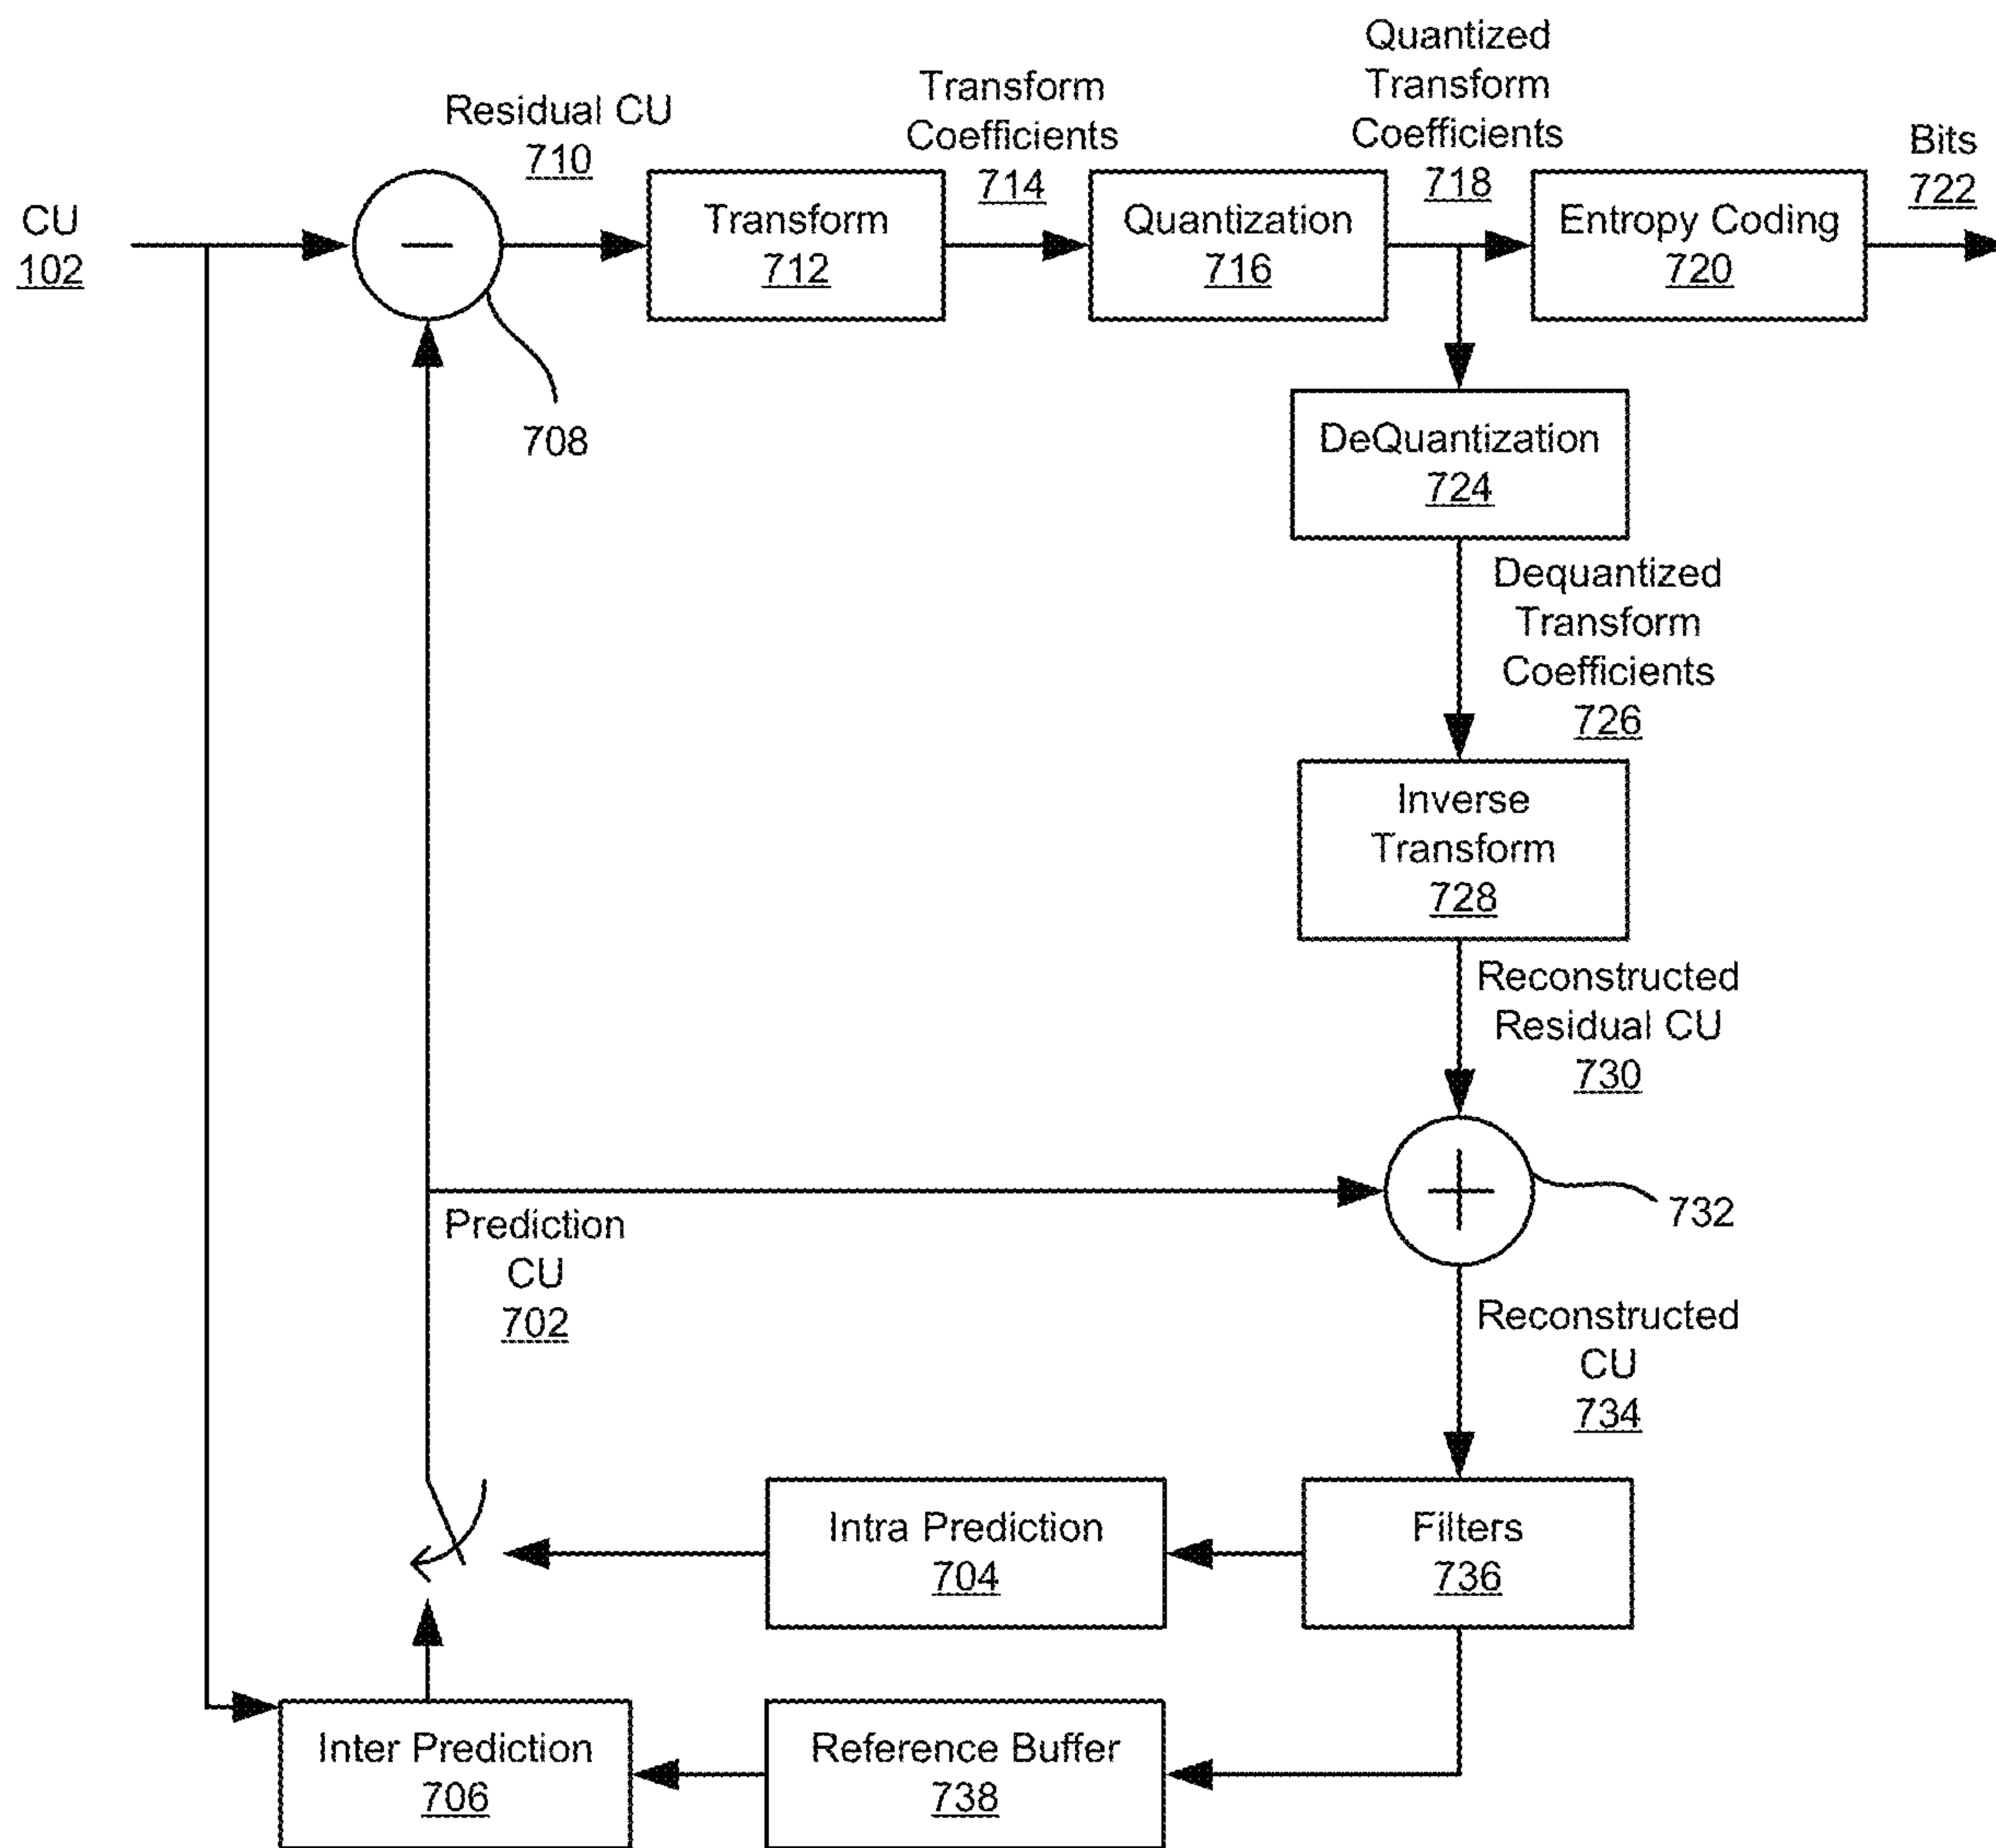 CU
102
Residual CU
710
Transform
Coefficients
714
Quantized
Transform
Coefficients
718
Bits
722
Transform
712
Quantization
716
Entropy Coding
720
708
DeQuantization
724
Dequantized
Transform
Coefficients
726
Inverse
Transform
728
Reconstructed
Residual CU
730
732
Prediction
CU
702
Reconstructed
CU
734
Intra Prediction
704
Filters
736
Inter Prediction
706
Reference Buffer
738